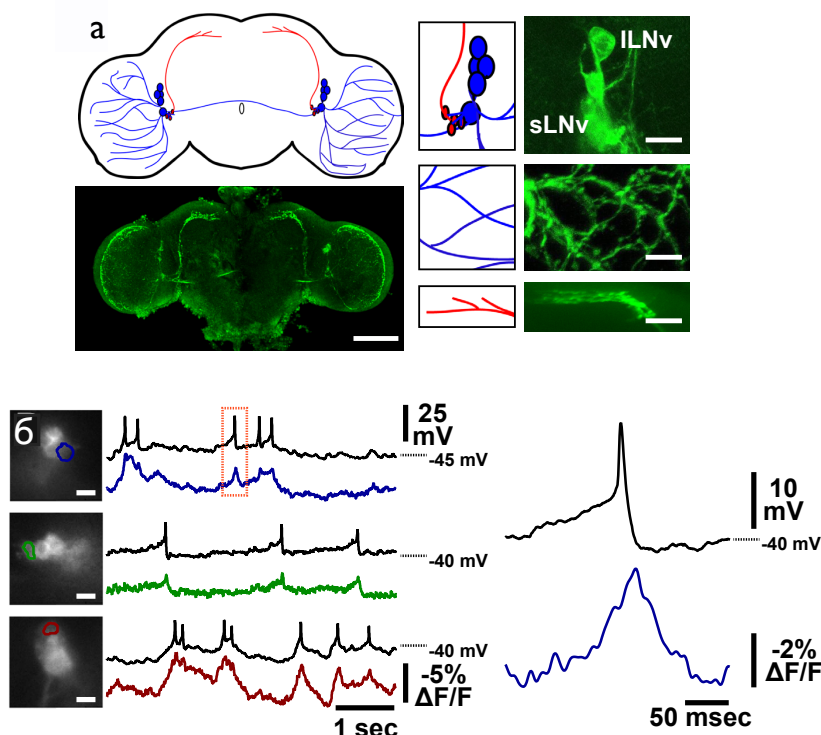 a
lLNv
sLNv
б
25
mV
-45 mV
-40 mV
-40 mV
-5%
ΔF/F
1 sec
10
mV
-40 mV
-2%
ΔF/F
50 msec